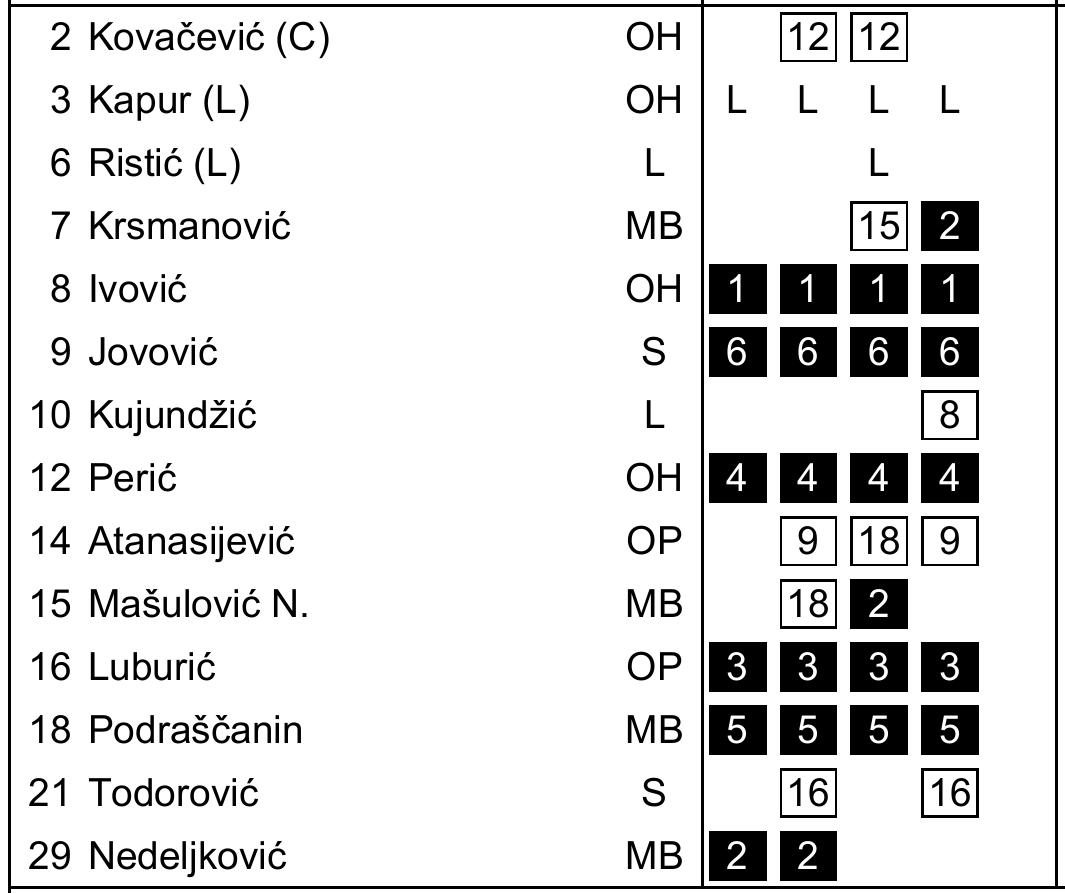 2 Kovačević (C) OH 12 12
3 Kapur (L) OH L L L L
6 Ristić (L) L L
7 Krsmanović MB 15 2
8 Ivović OH 1 1 1 1
9 Jovović S 6 6 6 6
10 Kujundžić L 8
12 Perić OH 4 4 4 4
14 Atanasijević OP 9 18 9
15 Mašulović N. MB 18 2
16 Luburić OP 3 3 3 3
18 Podraščanin MB 5 5 5 5
21 Todorović S 16 16
29 Nedeljković MB 2 2